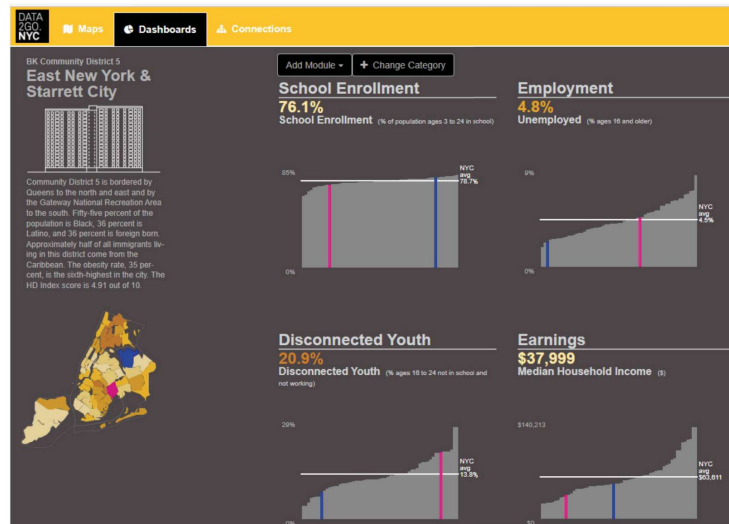 DATA
2GO.
NYC
Maps
Dashboards
Connections
BK Community District 5
East New York &
Starrett City
Community District 5 is bordered by
Queens to the north and east and by
the Gateway National Recreation Area
to the south. Fifty-five percent of the
population is Black, 36 percent is
Latino, and 36 percent is foreign born.
Approximately half of all immigrants liv-
ing in this district come from the
Caribbean. The obesity rate, 35 per-
cent, is the sixth-highest in the city. The
HD Index score is 4.91 out of 10.
Add Module
+ Change Category
School Enrollment
76.1%
School Enrollment (% of population ages 3 to 24 in school)
85%
NYC
avg
78.7%
0%
Employment
4.8%
Unemployed (% ages 16 and older)
9%
NYC
avg
4.5%
0%
Disconnected Youth
20.9%
Disconnected Youth (% ages 16 to 24 not in school and
not working)
29%
NYC
avg
13.8%
0%
Earnings
$37,999
Median Household Income ($)
$140,213
NYC
avg
$63,611
$0